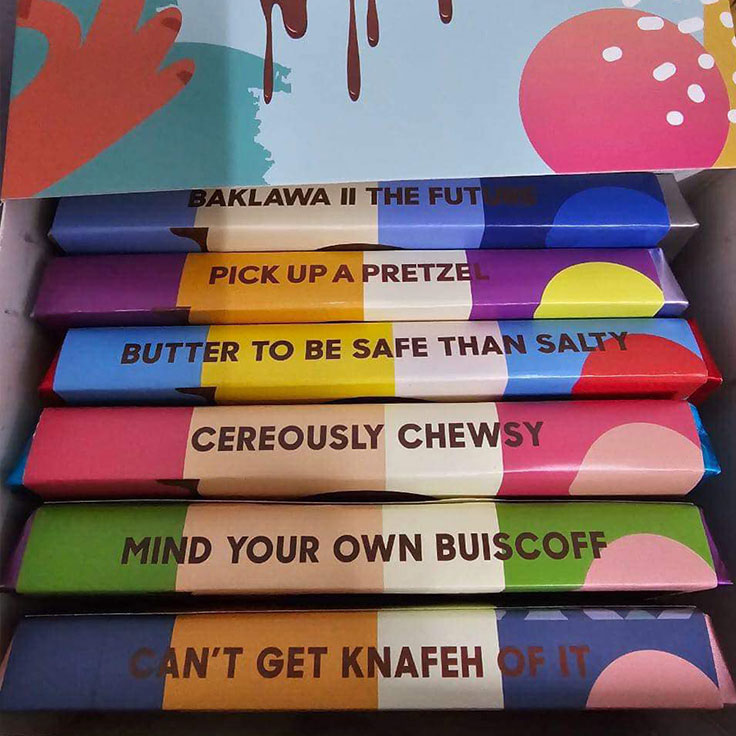 BAKLAWA II THE FUTURE
PICK UP A PRETZEL
BUTTER TO BE SAFE THAN SALTY
CEREOUSLY CHEWSY
MIND YOUR OWN BUISCOFF
CAN'T GET KNAFEH OF IT